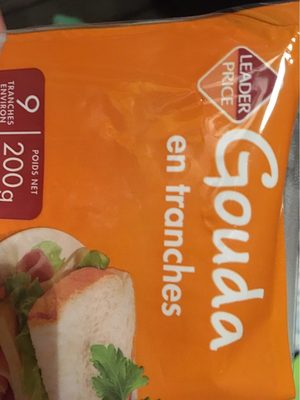 LEADER
PRICE
Gouda
en tranches
9
TRANCHES
ENVIRON
POIDS NET
200g